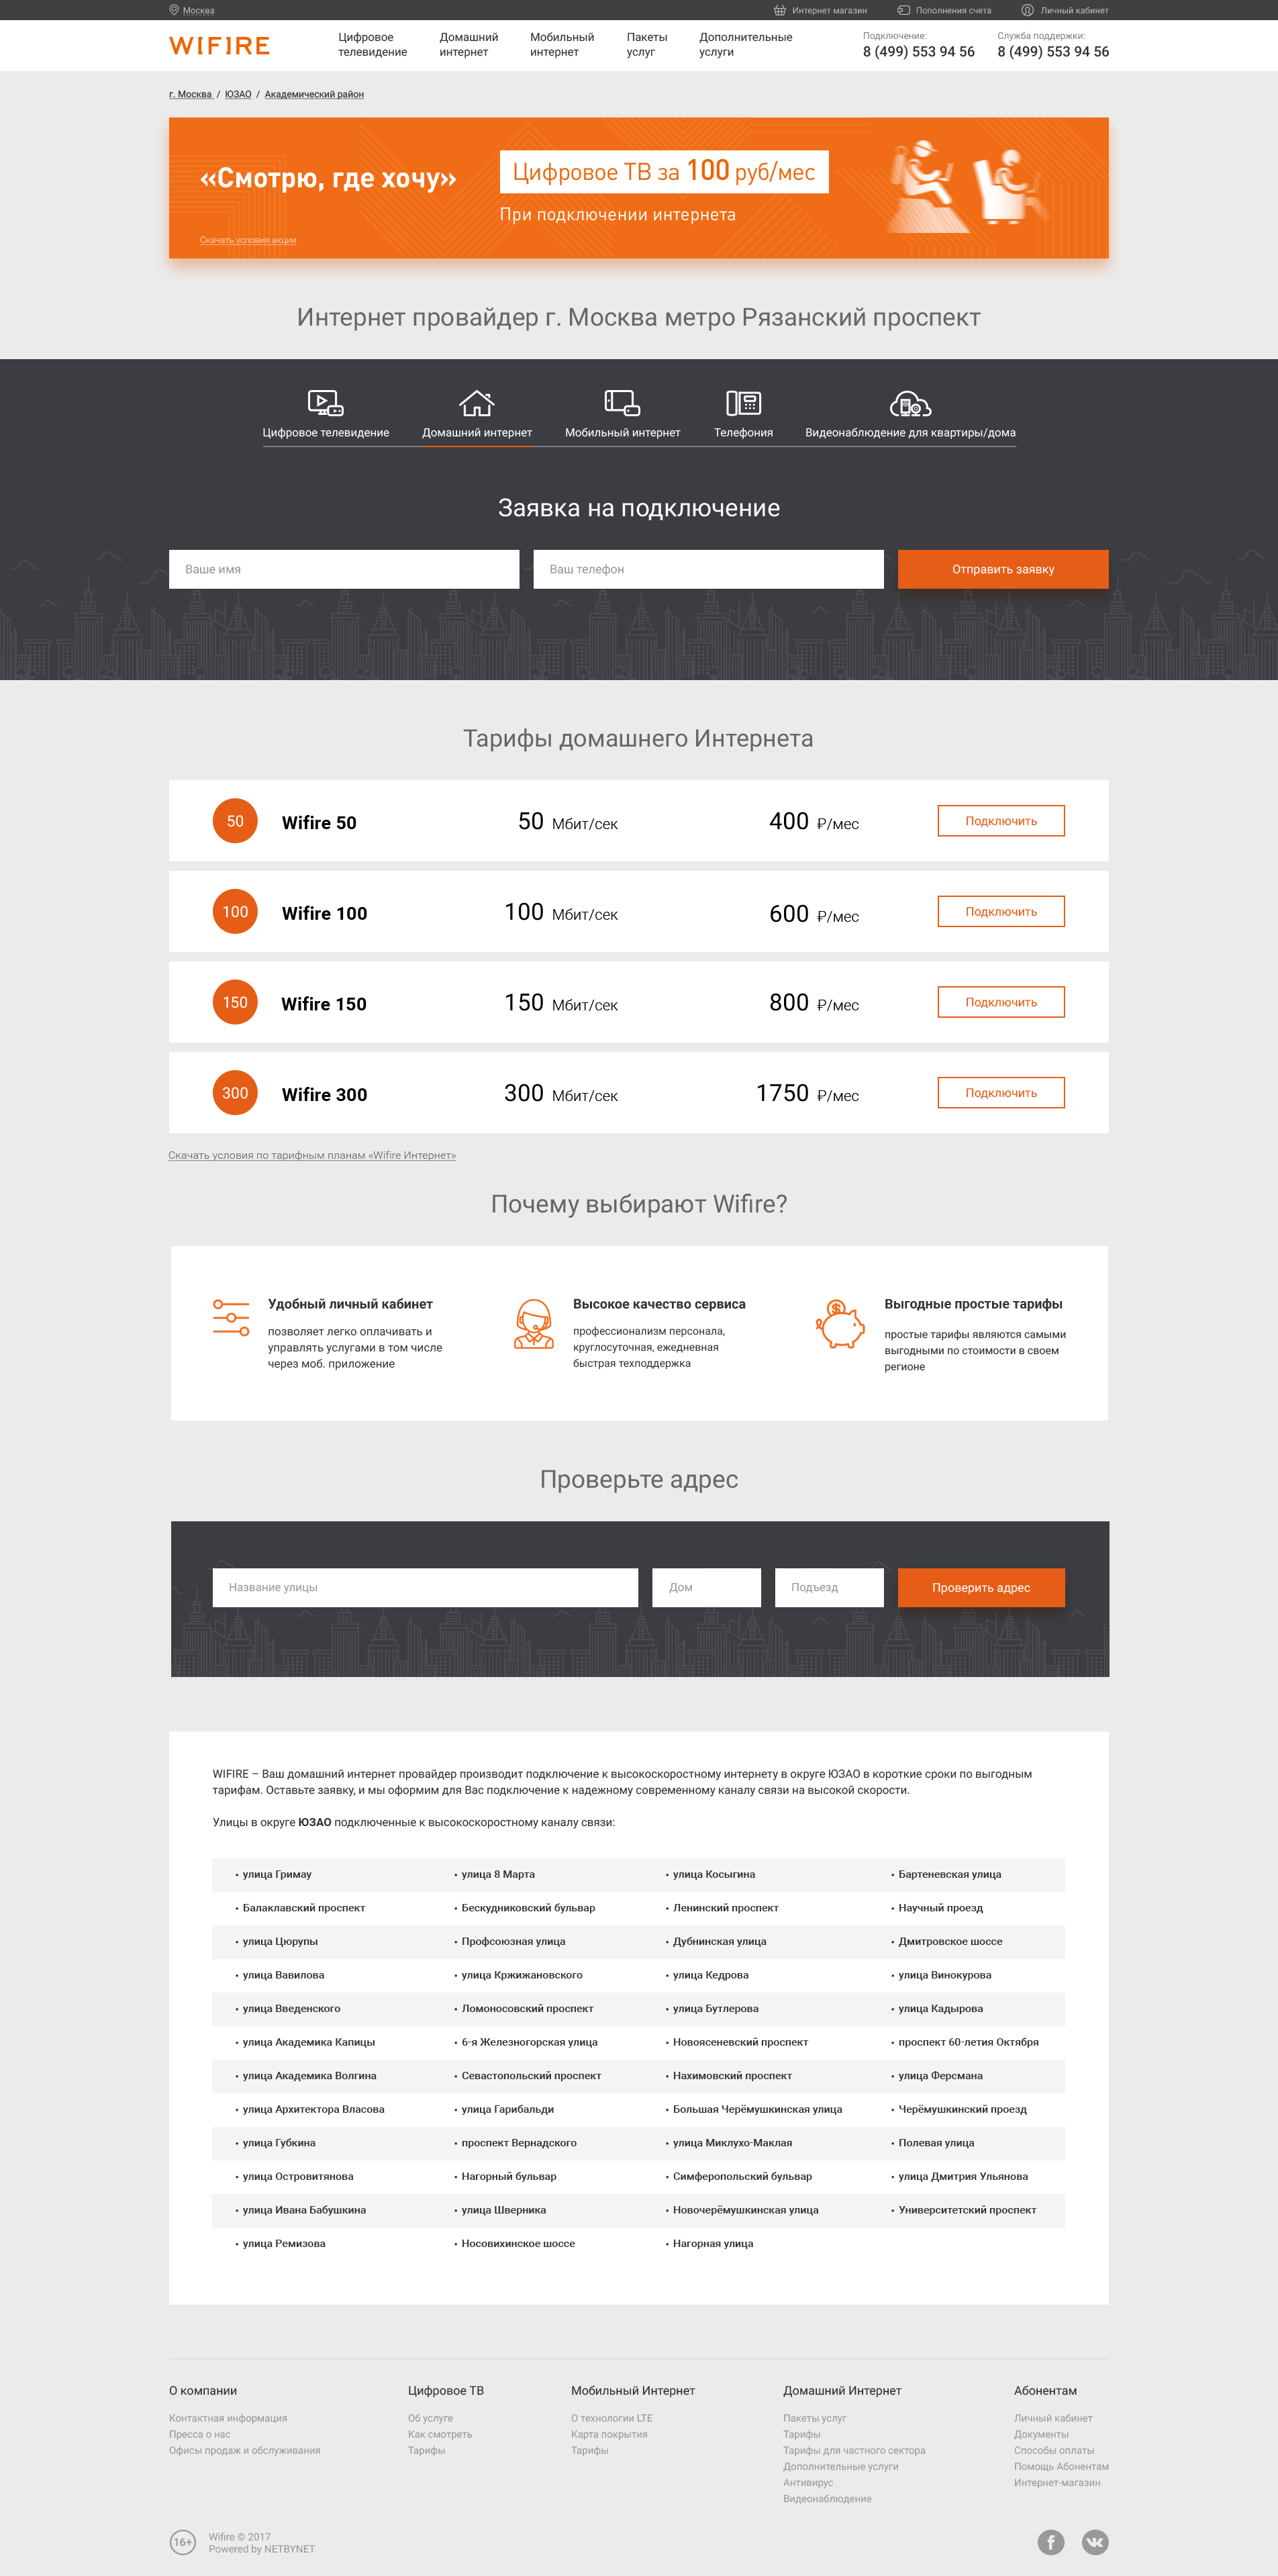 Москва
Интернет магазин
Пополнения счета
Личный кабинет
WIFIRE
Цифровое
телевидение
Домашний
интернет
Мобильный
интернет
Пакеты
услуг
Дополнительные
услуги
Подключение:
8 (499) 553 94 56
Служба поддержки:
8 (499) 553 94 56
г. Москва / ЮЗАО / Академический район
«Смотрю, где хочу»
Цифровое ТВ за 100 руб/мес
При подключении интернета
Скачать условия акции
Интернет провайдер г. Москва метро Рязанский проспект
Цифровое телевидение
Домашний интернет
Мобильный интернет
Телефония
Видеонаблюдение для квартиры/дома
Заявка на подключение
Ваше имя
Ваш телефон
Отправить заявку
Тарифы домашнего Интернета
50 Wifire 50 50 Мбит/сек 400 ₽/мес Подключить
100 Wifire 100 100 Мбит/сек 600 ₽/мес Подключить
150 Wifire 150 150 Мбит/сек 800 ₽/мес Подключить
300 Wifire 300 300 Мбит/сек 1750 ₽/мес Подключить
Скачать условия по тарифным планам «Wifire Интернет»
Почему выбирают Wifire?
Удобный личный кабинет
позволяет легко оплачивать и
управлять услугами в том числе
через моб. приложение
Высокое качество сервиса
профессионализм персонала,
круглосуточная, ежедневная
быстрая техподдержка
Выгодные простые тарифы
простые тарифы являются самыми
выгодными по стоимости в своем
регионе
Проверьте адрес
Название улицы
Дом
Подъезд
Проверить адрес
WIFIRE – Ваш домашний интернет провайдер производит подключение к высокоскоростному интернету в округе ЮЗАО в короткие сроки по выгодным
тарифам. Оставьте заявку, и мы оформим для Вас подключение к надежному современному каналу связи на высокой скорости.
Улицы в округе ЮЗАО подключенные к высокоскоростному каналу связи:
• улица Гримау • улица 8 Марта • улица Косыгина • Бартеневская улица
• Балаклавский проспект • Бескудниковский бульвар • Ленинский проспект • Научный проезд
• улица Цюрупы • Профсоюзная улица • Дубнинская улица • Дмитровское шоссе
• улица Вавилова • улица Кржижановского • улица Кедрова • улица Винокурова
• улица Введенского • Ломоносовский проспект • улица Бутлерова • улица Кадырова
• улица Академика Капицы • 6-я Железногорская улица • Новоясеневский проспект • проспект 60-летия Октября
• улица Академика Волгина • Севастопольский проспект • Нахимовский проспект • улица Ферсмана
• улица Архитектора Власова • улица Гарибальди • Большая Черёмушкинская улица • Черёмушкинский проезд
• улица Губкина • проспект Вернадского • улица Миклухо-Маклая • Полевая улица
• улица Островитянова • Нагорный бульвар • Симферопольский бульвар • улица Дмитрия Ульянова
• улица Ивана Бабушкина • улица Шверника • Новочерёмушкинская улица • Университетский проспект
• улица Ремизова • Носовихинское шоссе • Нагорная улица
О компании
Контактная информация
Пресса о нас
Офисы продаж и обслуживания
Цифровое ТВ
Об услуге
Как смотреть
Тарифы
Мобильный Интернет
О технологии LTE
Карта покрытия
Тарифы
Домашний Интернет
Пакеты услуг
Тарифы
Тарифы для частного сектора
Дополнительные услуги
Антивирус
Видеонаблюдение
Абонентам
Личный кабинет
Документы
Способы оплаты
Помощь Абонентам
Интернет-магазин
16+
Wifire © 2017
Powered by NETBYNET